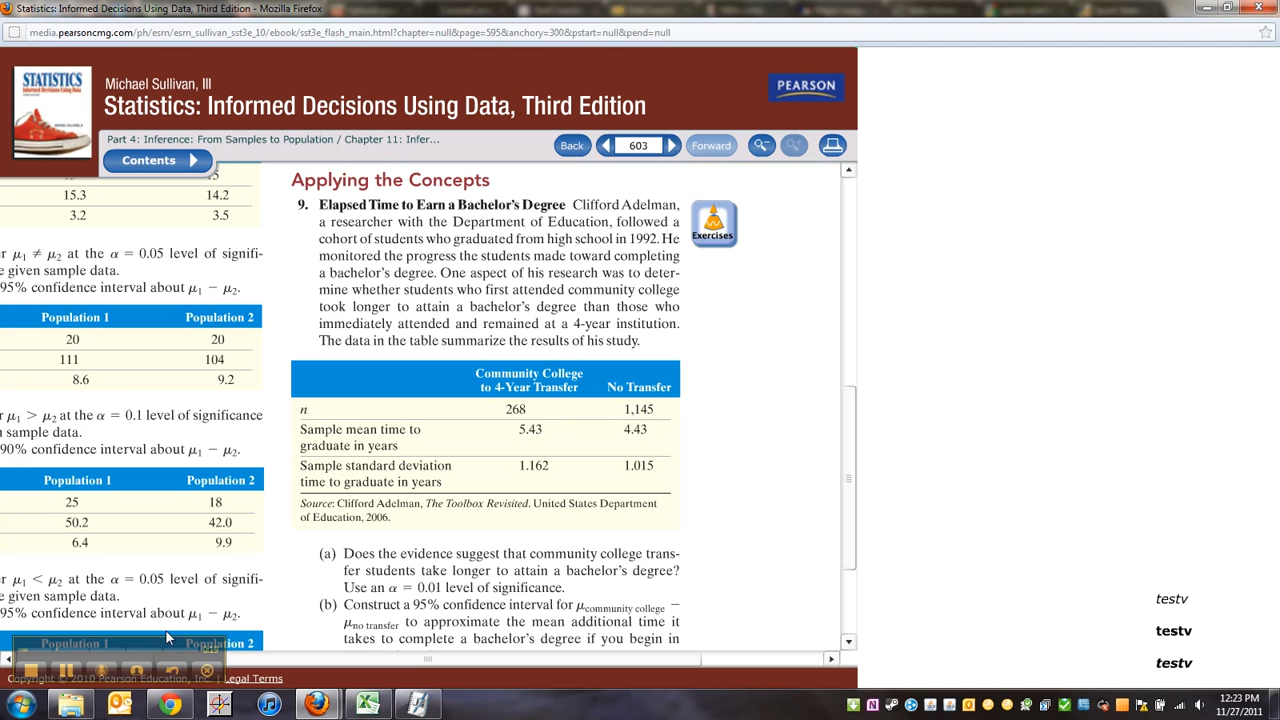 Statistics: Informed Decisions Using Data, Third Edition - Mozilla Firefox
media.pearsoncmg.com/ph/esm/esm_sullivan_sst3e_10/ebook/sst3e_flash_main.html?chapter=null&page=595&anchory=300&pstart=null&pend=null
STATISTICS
Michael Sullivan, III
Statistics: Informed Decisions Using Data, Third Edition
PEARSON
Part 4: Inference: From Samples to Population / Chapter 11: Infer...
Contents
Back
603
Forward
15.3 14.2
3.2 3.5
er μ₁ ≠ μ₂ at the α = 0.05 level of signifi-
e given sample data.
95% confidence interval about μ₁ − μ₂.
Population 1 Population 2
20 20
111 104
8.6 9.2
r μ₁ > μ₂ at the α = 0.1 level of significance
n sample data.
90% confidence interval about μ₁ − μ₂.
Population 1 Population 2
25 18
50.2 42.0
6.4 9.9
er μ₁ < μ₂ at the α = 0.05 level of signifi-
e given sample data.
95% confidence interval about μ₁ − μ₂.
Population 1 Population 2
0:13
Applying the Concepts
9. Elapsed Time to Earn a Bachelor's Degree Clifford Adelman,
a researcher with the Department of Education, followed a
cohort of students who graduated from high school in 1992. He
monitored the progress the students made toward completing
a bachelor's degree. One aspect of his research was to deter-
mine whether students who first attended community college
took longer to attain a bachelor's degree than those who
immediately attended and remained at a 4-year institution.
The data in the table summarize the results of his study.
Exercises
Community College
to 4-Year Transfer No Transfer
n 268 1,145
Sample mean time to 5.43 4.43
graduate in years
Sample standard deviation 1.162 1.015
time to graduate in years
Source: Clifford Adelman, The Toolbox Revisited. United States Department
of Education, 2006.
(a) Does the evidence suggest that community college trans-
fer students take longer to attain a bachelor's degree?
Use an α = 0.01 level of significance.
(b) Construct a 95% confidence interval for μcommunity college −
μno transfer to approximate the mean additional time it
takes to complete a bachelor's degree if you begin in
testv
testv
testv
Copyright © 2010 Pearson Education, Inc. | Legal Terms
12:23 PM
11/27/2011